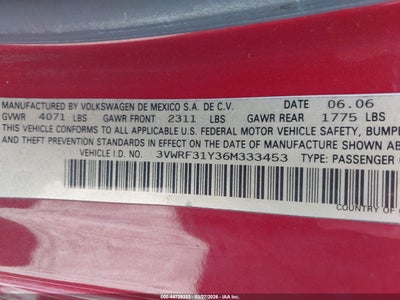 MANUFACTURED BY VOLKSWAGEN DE MEXICO S.A. DE C.V. DATE 06.06
GVWR 4071 LBS GAWR FRONT 2311 LBS GAWR REAR 1775 LBS
THIS VEHICLE CONFORMS TO ALL APPLICABLE U.S. FEDERAL MOTOR VEHICLE SAFETY, BUMPE
AND THEFT PREVENTION STANDARDS IN EFFECT ON THE DATE OF MANUFACTURE SHOWN AB
VEHICLE I.D. NO. 3VWRF31Y36M333453 TYPE: PASSENGER
COUNTRY OF